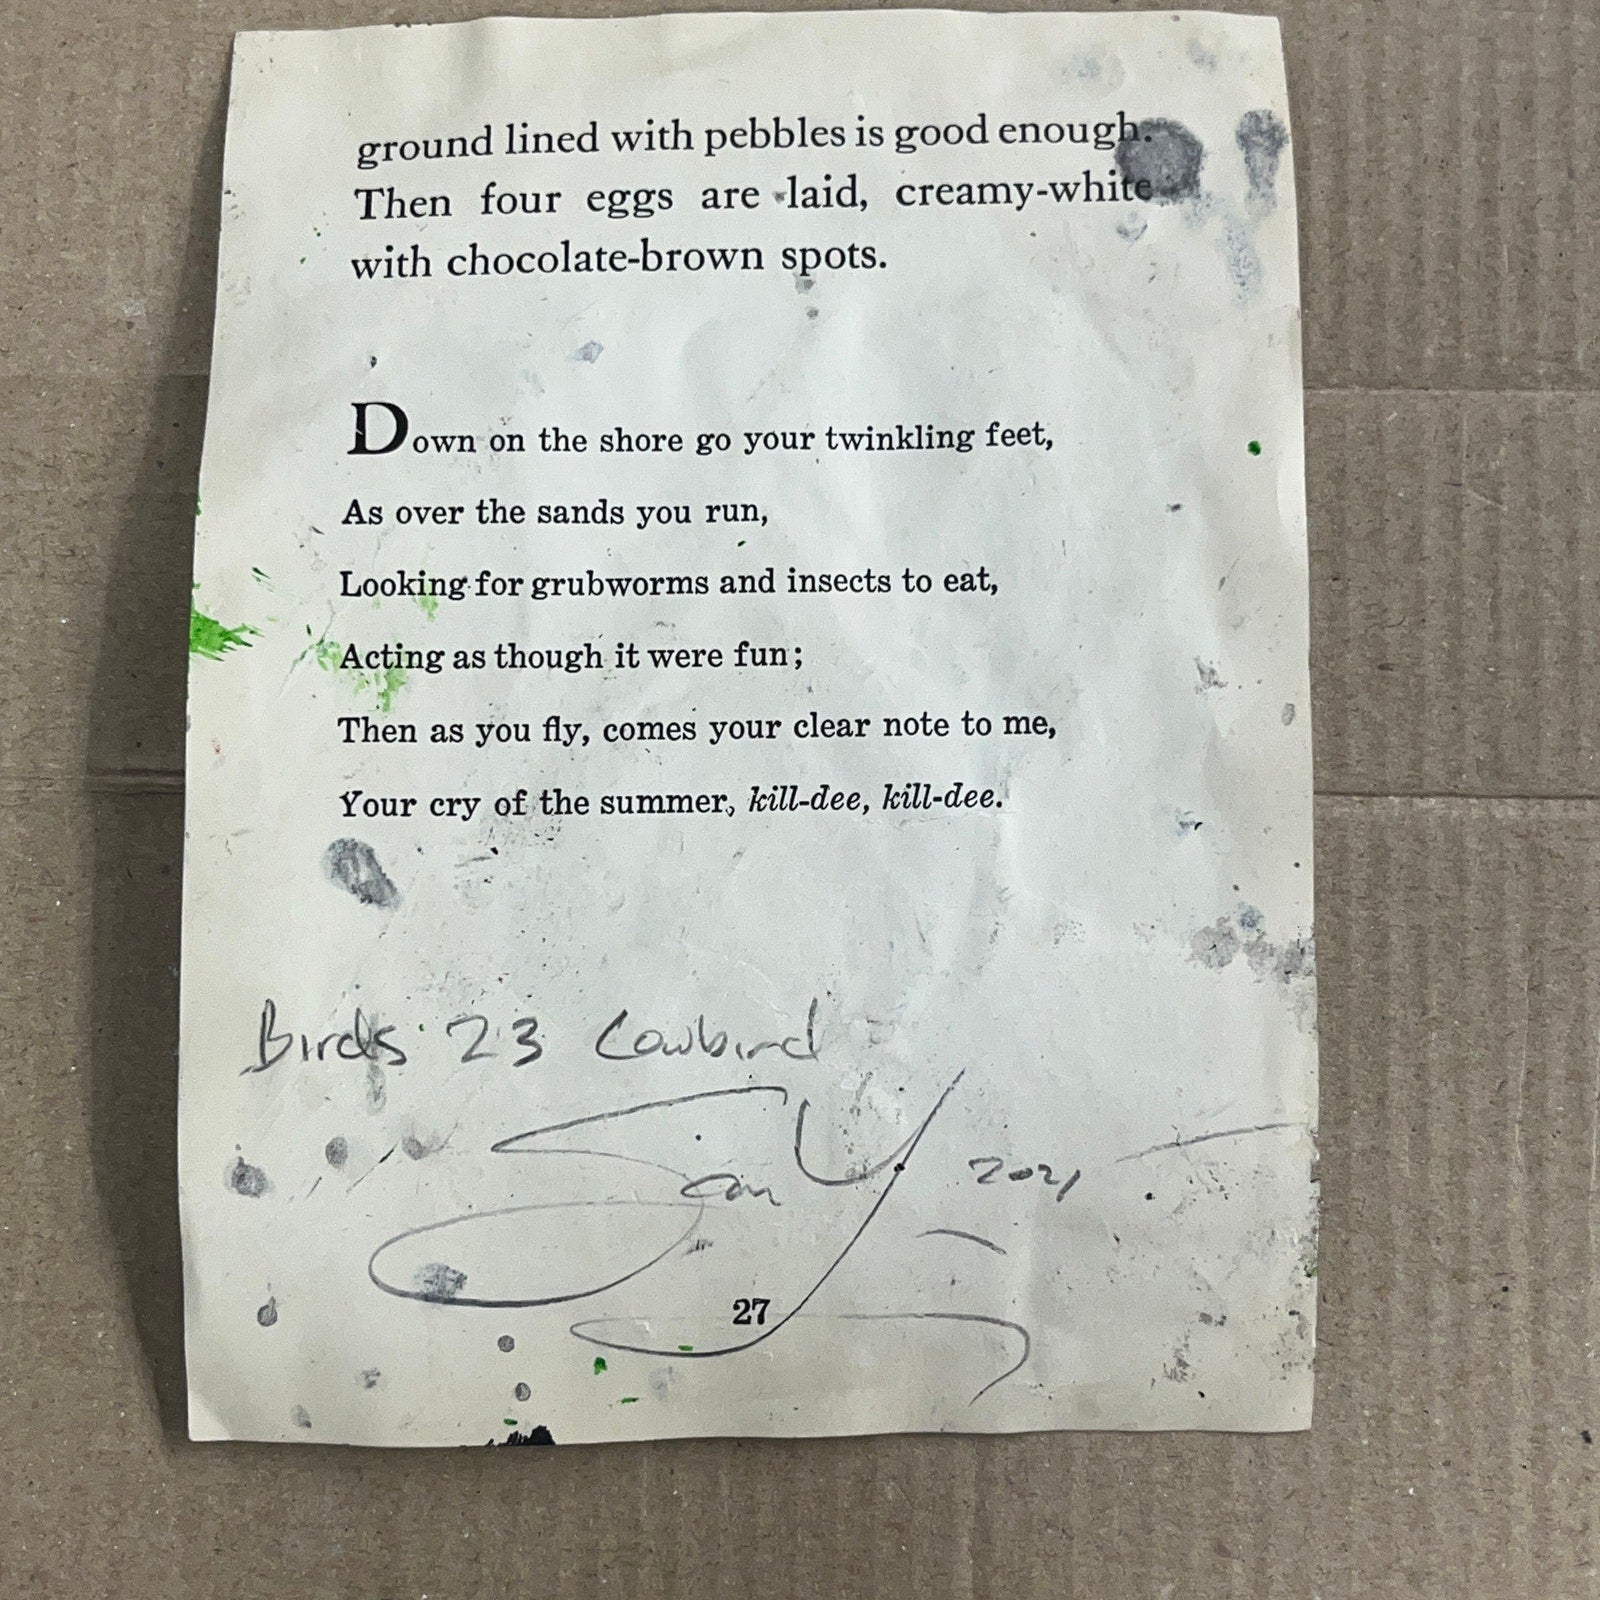 ground lined with pebbles is good enough.
Then four eggs are laid, creamy-white
with chocolate-brown spots.
Down on the shore go your twinkling feet,
As over the sands you run,
Looking for grubworms and insects to eat,
Acting as though it were fun;
Then as you fly, comes your clear note to me,
Your cry of the summer, kill-dee, kill-dee.
Birds 23 Cowbird
2021
27